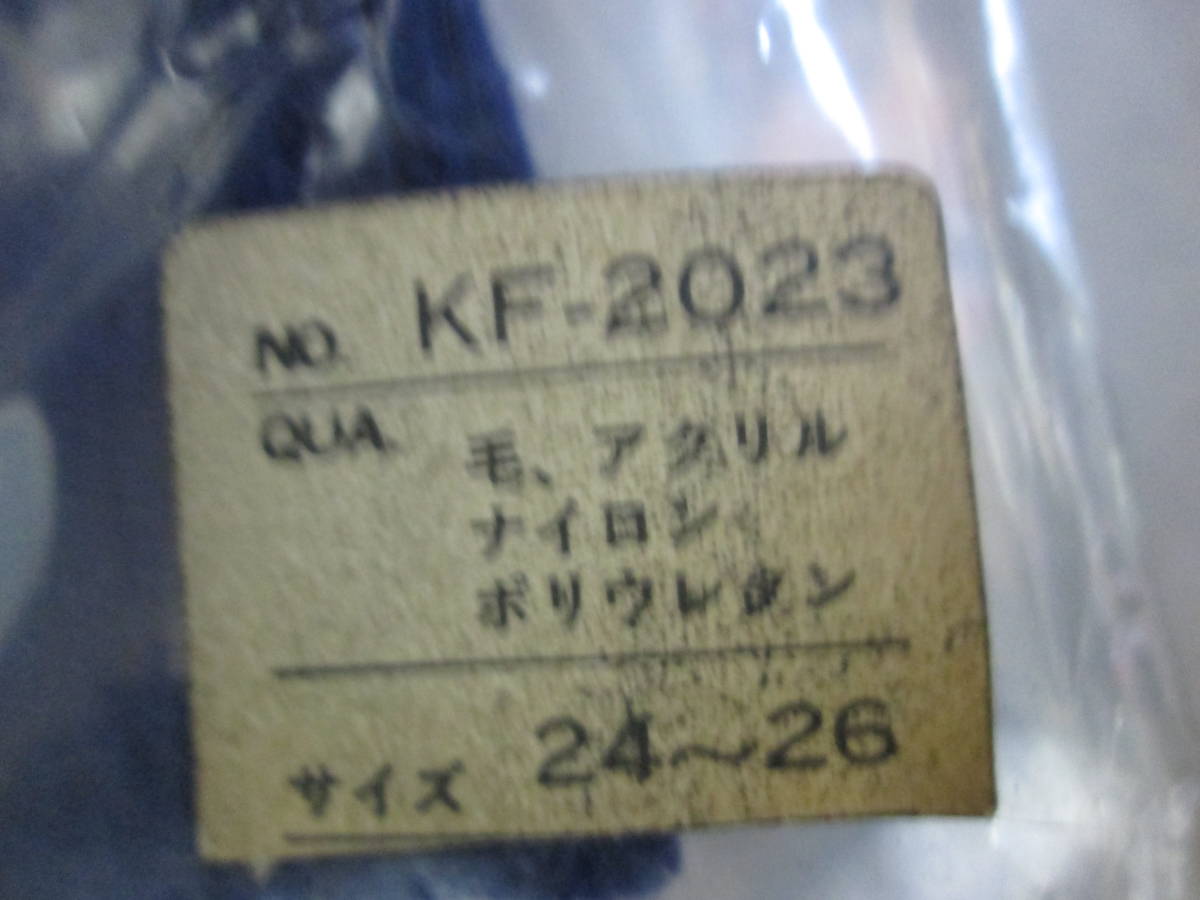 NO. KF-2023
QUA. 毛、アクリル
ナイロン
ポリウレタン
サイズ 24～26